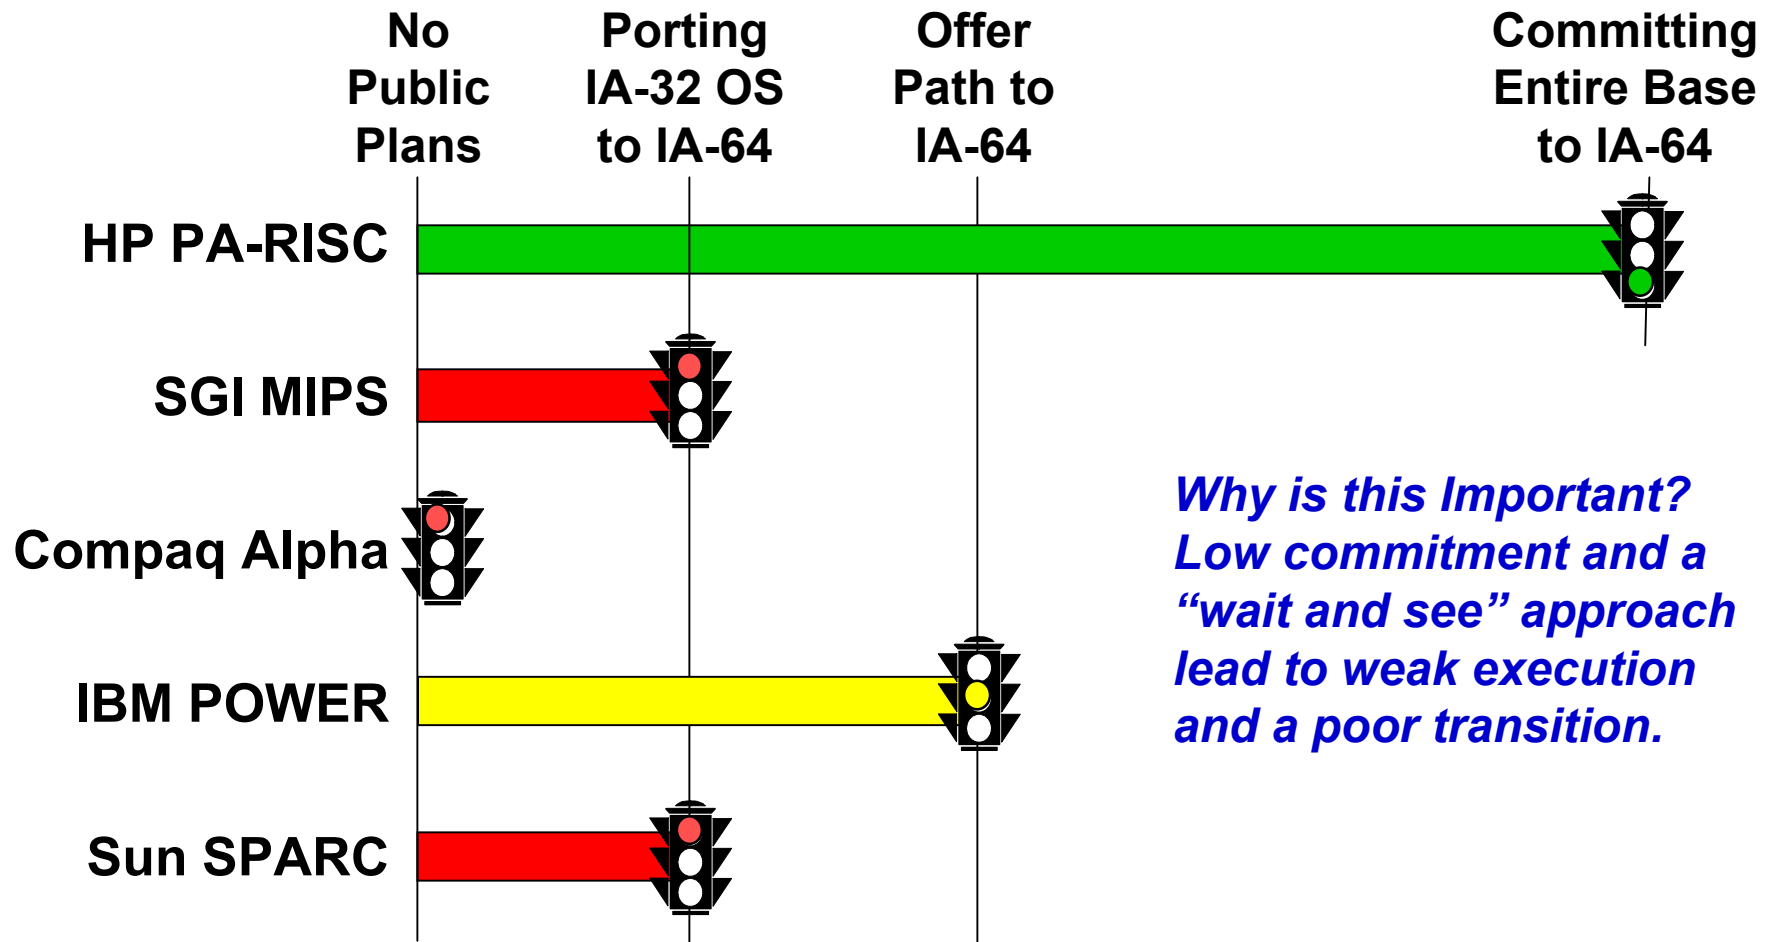 No
Public
Plans
Porting
IA-32 OS
to IA-64
Offer
Path to
IA-64
Committing
Entire Base
to IA-64
HP PA-RISC
SGI MIPS
Compaq Alpha
IBM POWER
Sun SPARC
Why is this Important?
Low commitment and a
“wait and see” approach
lead to weak execution
and a poor transition.